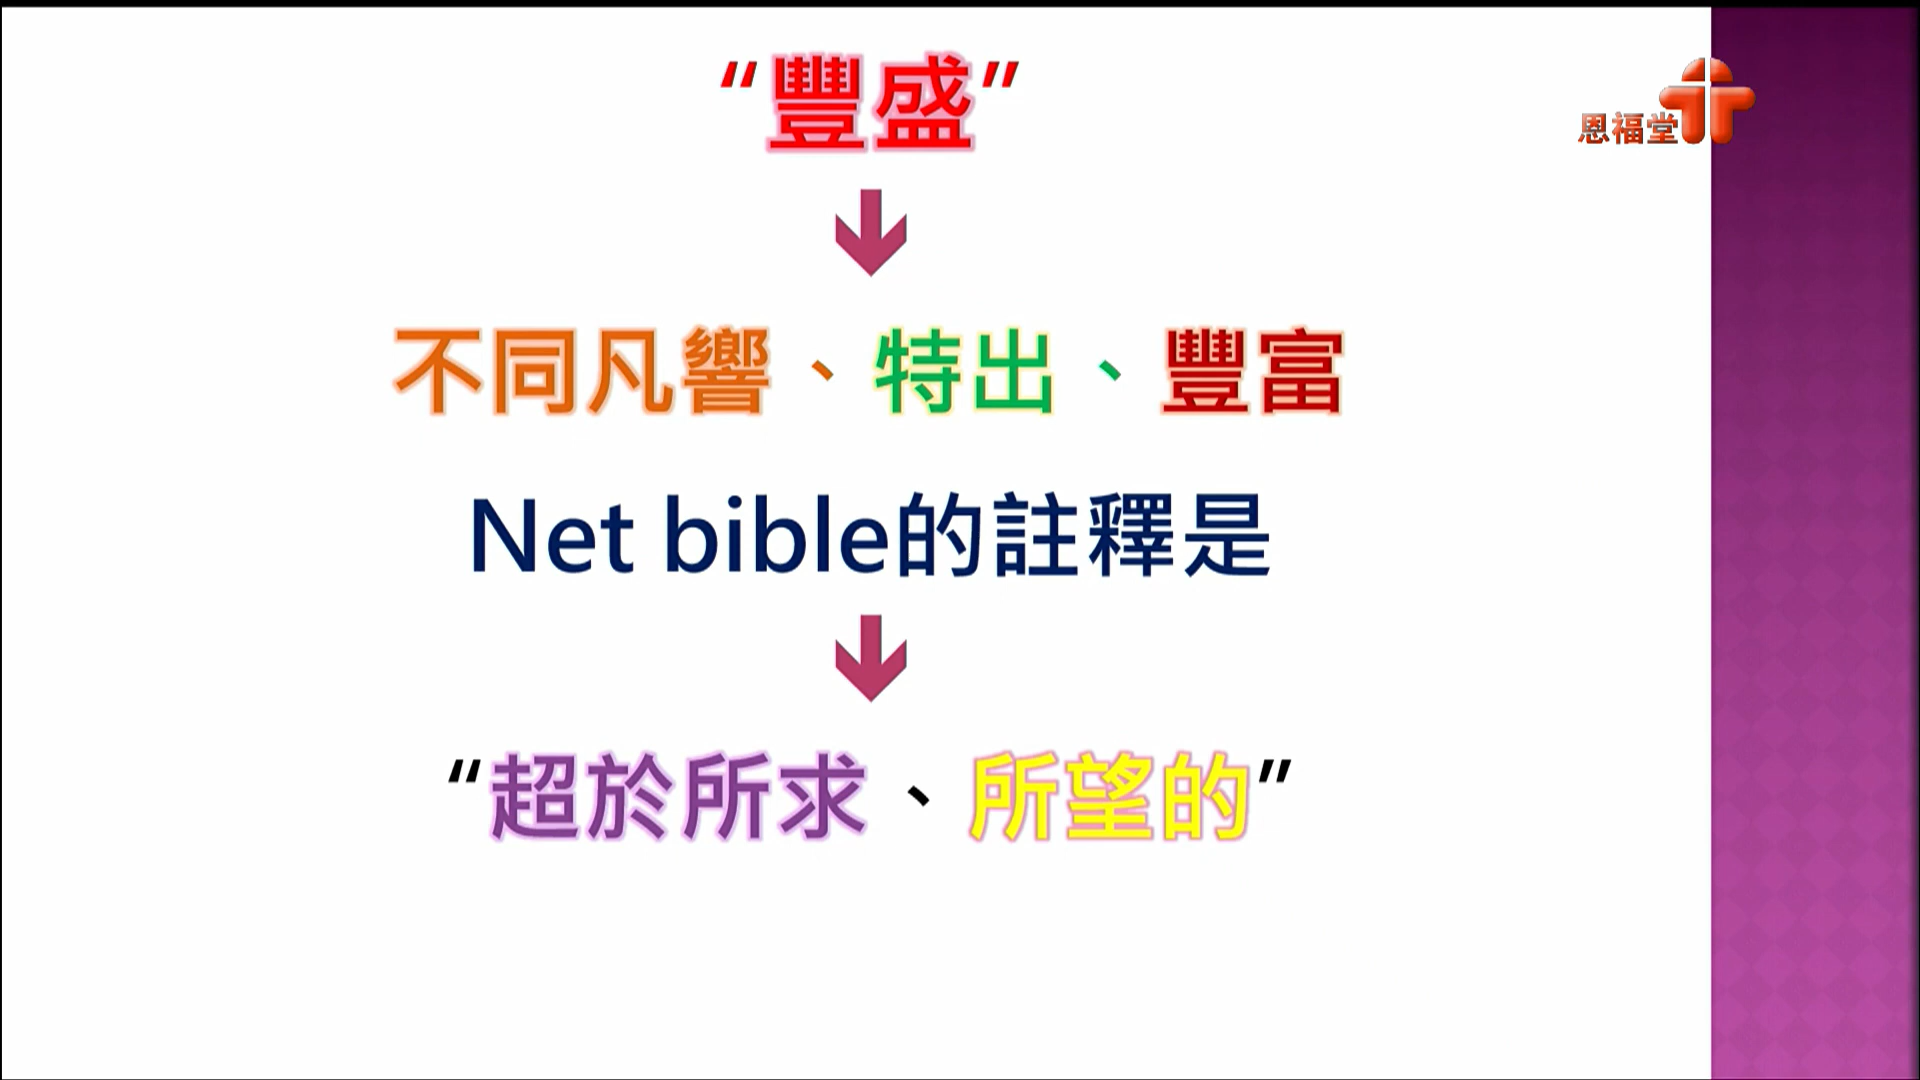 “豐盛”
恩福堂
不同凡響、特出、豐富
Net bible的註釋是
“超於所求、所望的”